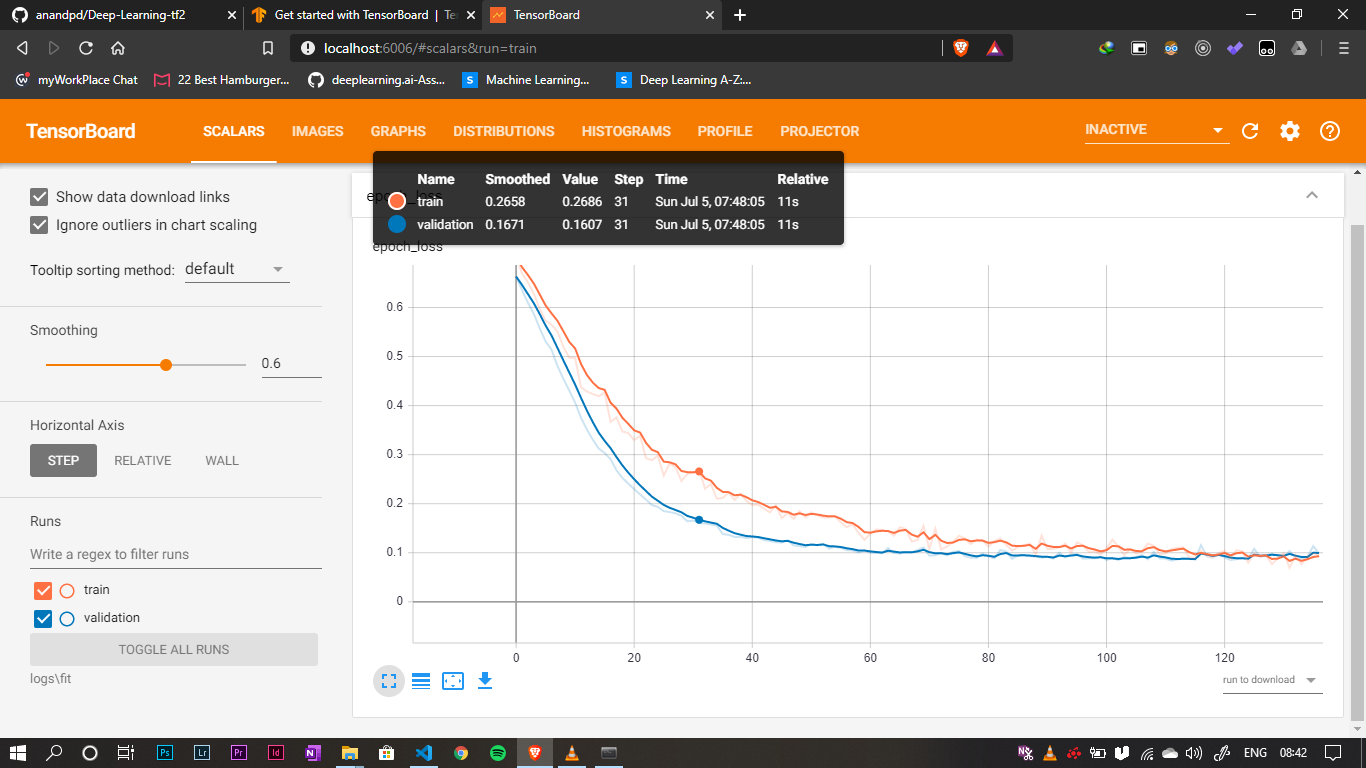 anandpd/Deep-Learning-tf2
Get started with TensorBoard | Te
TensorBoard
localhost:6006/#scalars&run=train
myWorkPlace Chat
22 Best Hamburger...
deeplearning.ai-Ass...
Machine Learning...
Deep Learning A-Z:...
TensorBoard
SCALARS
IMAGES
GRAPHS
DISTRIBUTIONS
HISTOGRAMS
PROFILE
PROJECTOR
INACTIVE
Show data download links
Ignore outliers in chart scaling
Tooltip sorting method: default
Smoothing
0.6
Horizontal Axis
STEP RELATIVE WALL
Runs
Write a regex to filter runs
train
validation
TOGGLE ALL RUNS
logs\fit
epoch_loss
Name Smoothed Value Step Time Relative
train 0.2658 0.2686 31 Sun Jul 5, 07:48:05 11s
validation 0.1671 0.1607 31 Sun Jul 5, 07:48:05 11s
epoch_loss
0.6
0.5
0.4
0.3
0.2
0.1
0
0 20 40 60 80 100 120
run to download
Ps
Lr
Pr
Id
N
ENG
08:42